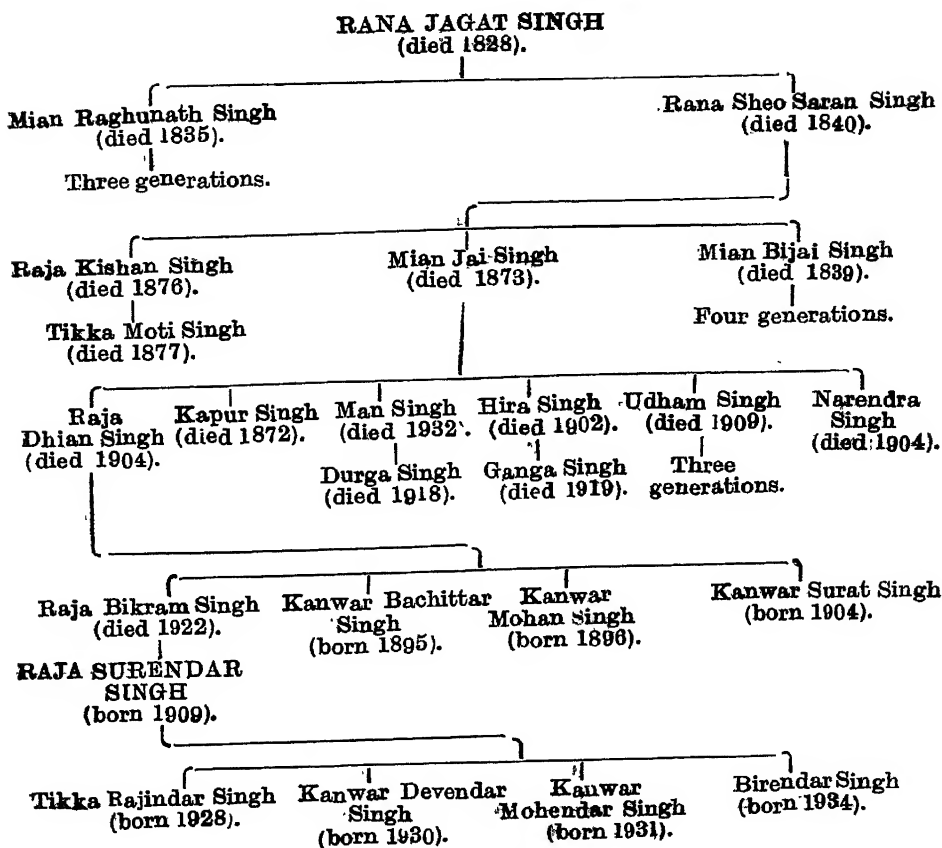 RANA JAGAT SINGH
(died 1828).
Mian Raghunath Singh
(died 1835).
Three generations.
Rana Sheo Saran Singh
(died 1840).
Raja Kishan Singh
(died 1876).
Tikka Moti Singh
(died 1877).
Mian Jai Singh
(died 1873).
Mian Bijai Singh
(died 1839).
Four generations.
Raja
Dhian Singh
(died 1904).
Kapur Singh
(died 1872).
Man Singh
(died 1932).
Durga Singh
(died 1918).
Hira Singh
(died 1902).
Ganga Singh
(died 1919).
Udham Singh
(died 1909).
Three
generations.
Narendra
Singh
(died 1904).
Raja Bikram Singh
(died 1922).
Kanwar Bachittar
Singh
(born 1895).
Kanwar
Mohan Singh
(born 1896).
Kanwar Surat Singh
(born 1904).
RAJA SURENDAR
SINGH
(born 1909).
Tikka Rajindar Singh
(born 1928).
Kanwar Devendar
Singh
(born 1930).
Kanwar
Mohendar Singh
(born 1931).
Birendar Singh
(born 1934).